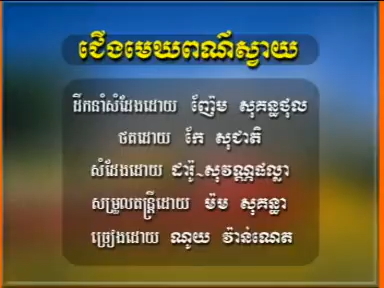 ជើងមេឃពណ៌ស្វាយ
ដឹកនាំសំដែងដោយ ញ៉ែម សុគន្ធថុល
ថតដោយ កែ សុជាតិ
សំដែងដោយ ដារ៉ូ~សុវណ្ណផល្លា
សម្រួលតន្ត្រីដោយ ម៉ម សុគន្ធា
ច្រៀងដោយ ណូយ វ៉ាន់ណេត